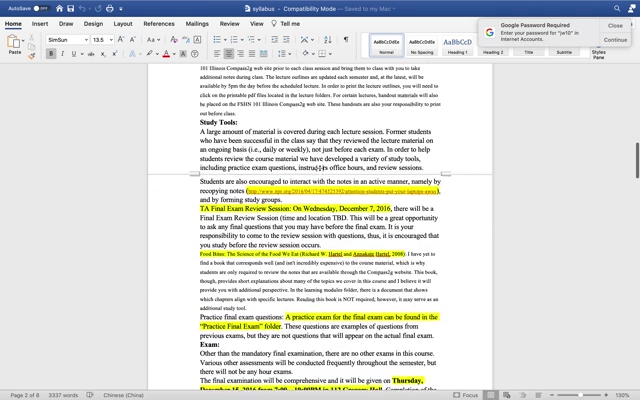 AutoSave OFF
syllabus - Compatibility Mode — Saved to my Mac
Home Insert Draw Design Layout References Mailings Review View Tell me
Google Password Required
Enter your password for "jw10" in
Internet Accounts.
Close
Continue
SimSun 13.5
AaBbCcDdEe AaBbCcDdEe AaBbCcD
Normal No Spacing Heading 1 Heading 2 Title Subtitle Styles
Pane
101 Illinois Compass2g web site prior to each class session and bring them to class with you to take
additional notes during class. The lecture outlines are updated each semester and, at the latest, will be
available by 5pm the day before the scheduled lecture. In order to print the lecture outlines, you will need to
click on the printable pdf files located in the lecture folders. For certain lectures, handout materials will also
be placed on the FSHN 101 Illinois Compass2g web site. These handouts are also your responsibility to print
out before class.
Study Tools:
A large amount of material is covered during each lecture session. Former students
who have been successful in the class say that they reviewed the lecture material on
an ongoing basis (i.e., daily or weekly), not just before each exam. In order to help
students review the course material we have developed a variety of study tools,
including practice exam questions, instructors office hours, and review sessions.
Students are also encouraged to interact with the notes in an active manner, namely by
recopying notes (http://www.npr.org/2016/04/17/474525392/attention-students-put-your-laptops-away),
and by forming study groups.
TA Final Exam Review Session: On Wednesday, December 7, 2016, there will be a
Final Exam Review Session (time and location TBD. This will be a great opportunity
to ask any final questions that you may have before the final exam. It is your
responsibility to come to the review session with questions, thus, it is encouraged that
you study before the review session occurs.
Food Bites: The Science of the Food We Eat (Richard W. Hartel and Annakate Hartel, 2008): I have yet to
find a book that corresponds well (and isn't incredibly expensive) to the course material, which is why
students are only required to review the notes that are available through the Compass2g website. This book,
though, provides short explanations about many of the topics we cover in this course and I believe it will
provide you with additional perspective. In the learning modules folder, there is a document that shows
which chapters align with specific lectures. Reading this book is NOT required; however, it may serve as an
additional study tool.
Practice final exam questions: A practice exam for the final exam can be found in the
"Practice Final Exam" folder. These questions are examples of questions from
previous exams, but they are not questions that will appear on the actual final exam.
Exam:
Other than the mandatory final examination, there are no other exams in this course.
Various other assessments will be conducted frequently throughout the semester, but
there will not be any hour exams.
The final examination will be comprehensive and it will be given on Thursday,
December 15, 2016 from 7:00 – 10:00PM in 112 Gregory Hall. Completion of the
Page 2 of 8 3337 words Chinese (China) Focus 130%